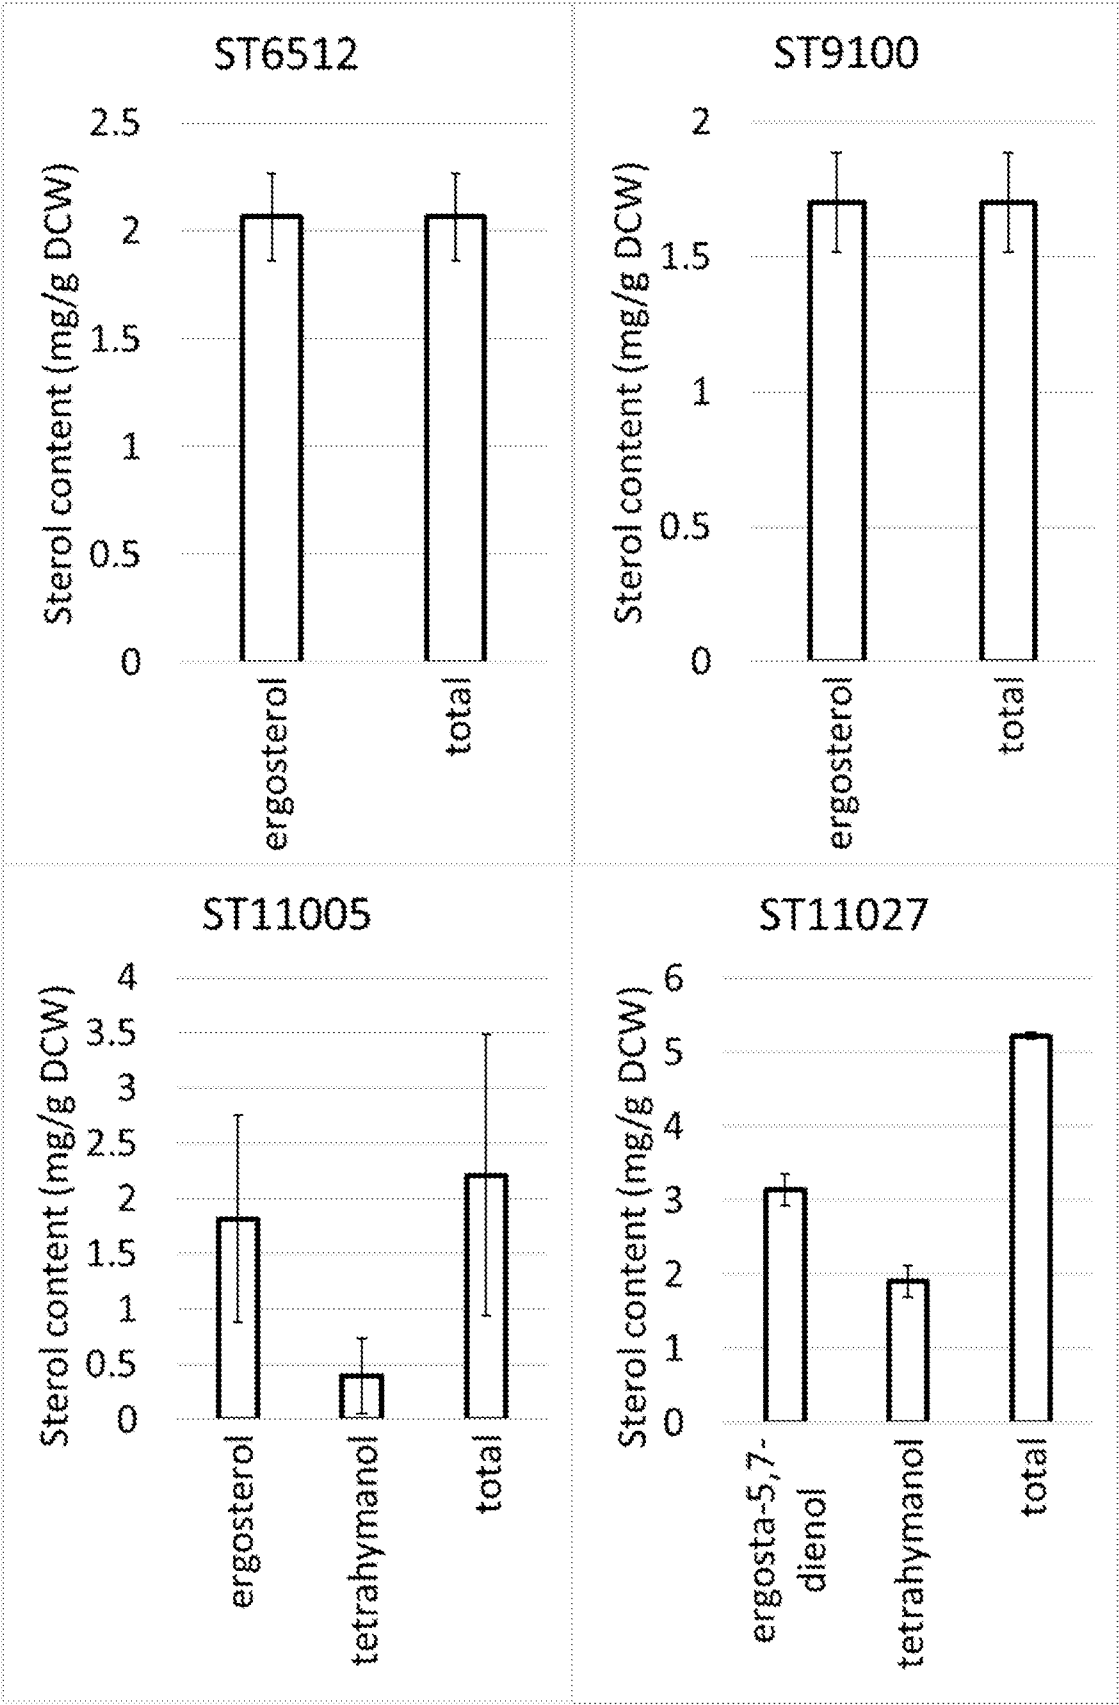 ST6512
Sterol content (mg/g DCW)
2.5
2
1.5
1
0.5
0
ergosterol
total
ST9100
Sterol content (mg/g DCW)
2
1.5
1
0.5
0
ergosterol
total
ST11005
Sterol content (mg/g DCW)
4
3.5
3
2.5
2
1.5
1
0.5
0
ergosterol
tetrahymanol
total
ST11027
Sterol content (mg/g DCW)
6
5
4
3
2
1
0
ergosta-5,7-
dienol
tetrahymanol
total